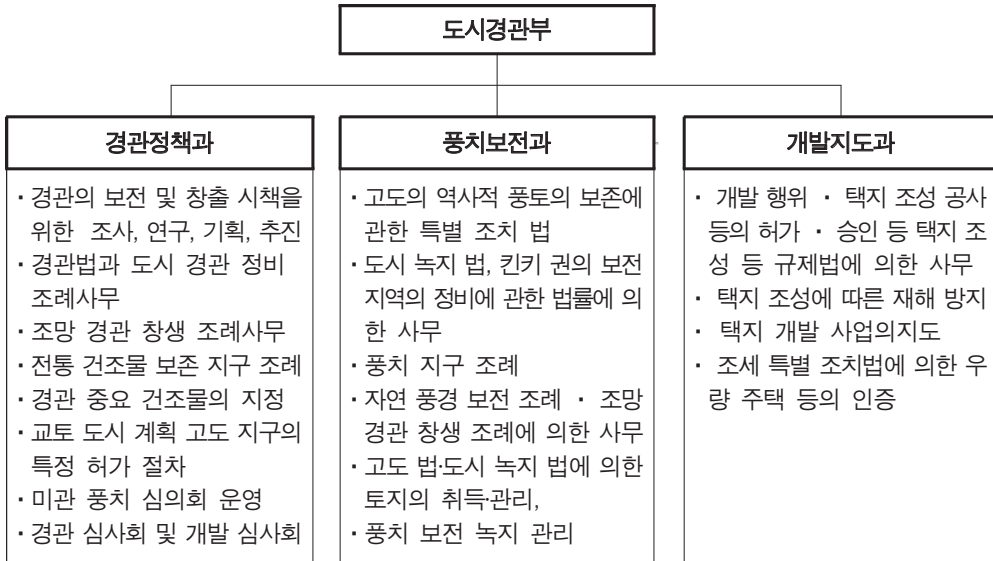 도시경관부
경관정책과
· 경관의 보전 및 창출 시책을
위한 조사, 연구, 기획, 추진
· 경관법과 도시 경관 정비
조례사무
· 조망 경관 창생 조례사무
· 전통 건조물 보존 지구 조례
· 경관 중요 건조물의 지정
· 교토 도시 계획 고도 지구의
특정 허가 절차
· 미관 풍치 심의회 운영
· 경관 심사회 및 개발 심사회
풍치보전과
· 고도의 역사적 풍토의 보존에
관한 특별 조치 법
· 도시 녹지 법, 킨키 권의 보전
지역의 정비에 관한 법률에 의
한 사무
· 풍치 지구 조례
· 자연 풍경 보전 조례 · 조망
경관 창생 조례에 의한 사무
· 고도 법·도시 녹지 법에 의한
토지의 취득·관리,
· 풍치 보전 녹지 관리
개발지도과
· 개발 행위 · 택지 조성 공사
등의 허가 · 승인 등 택지 조
성 등 규제법에 의한 사무
· 택지 조성에 따른 재해 방지
· 택지 개발 사업의지도
· 조세 특별 조치법에 의한 우
량 주택 등의 인증